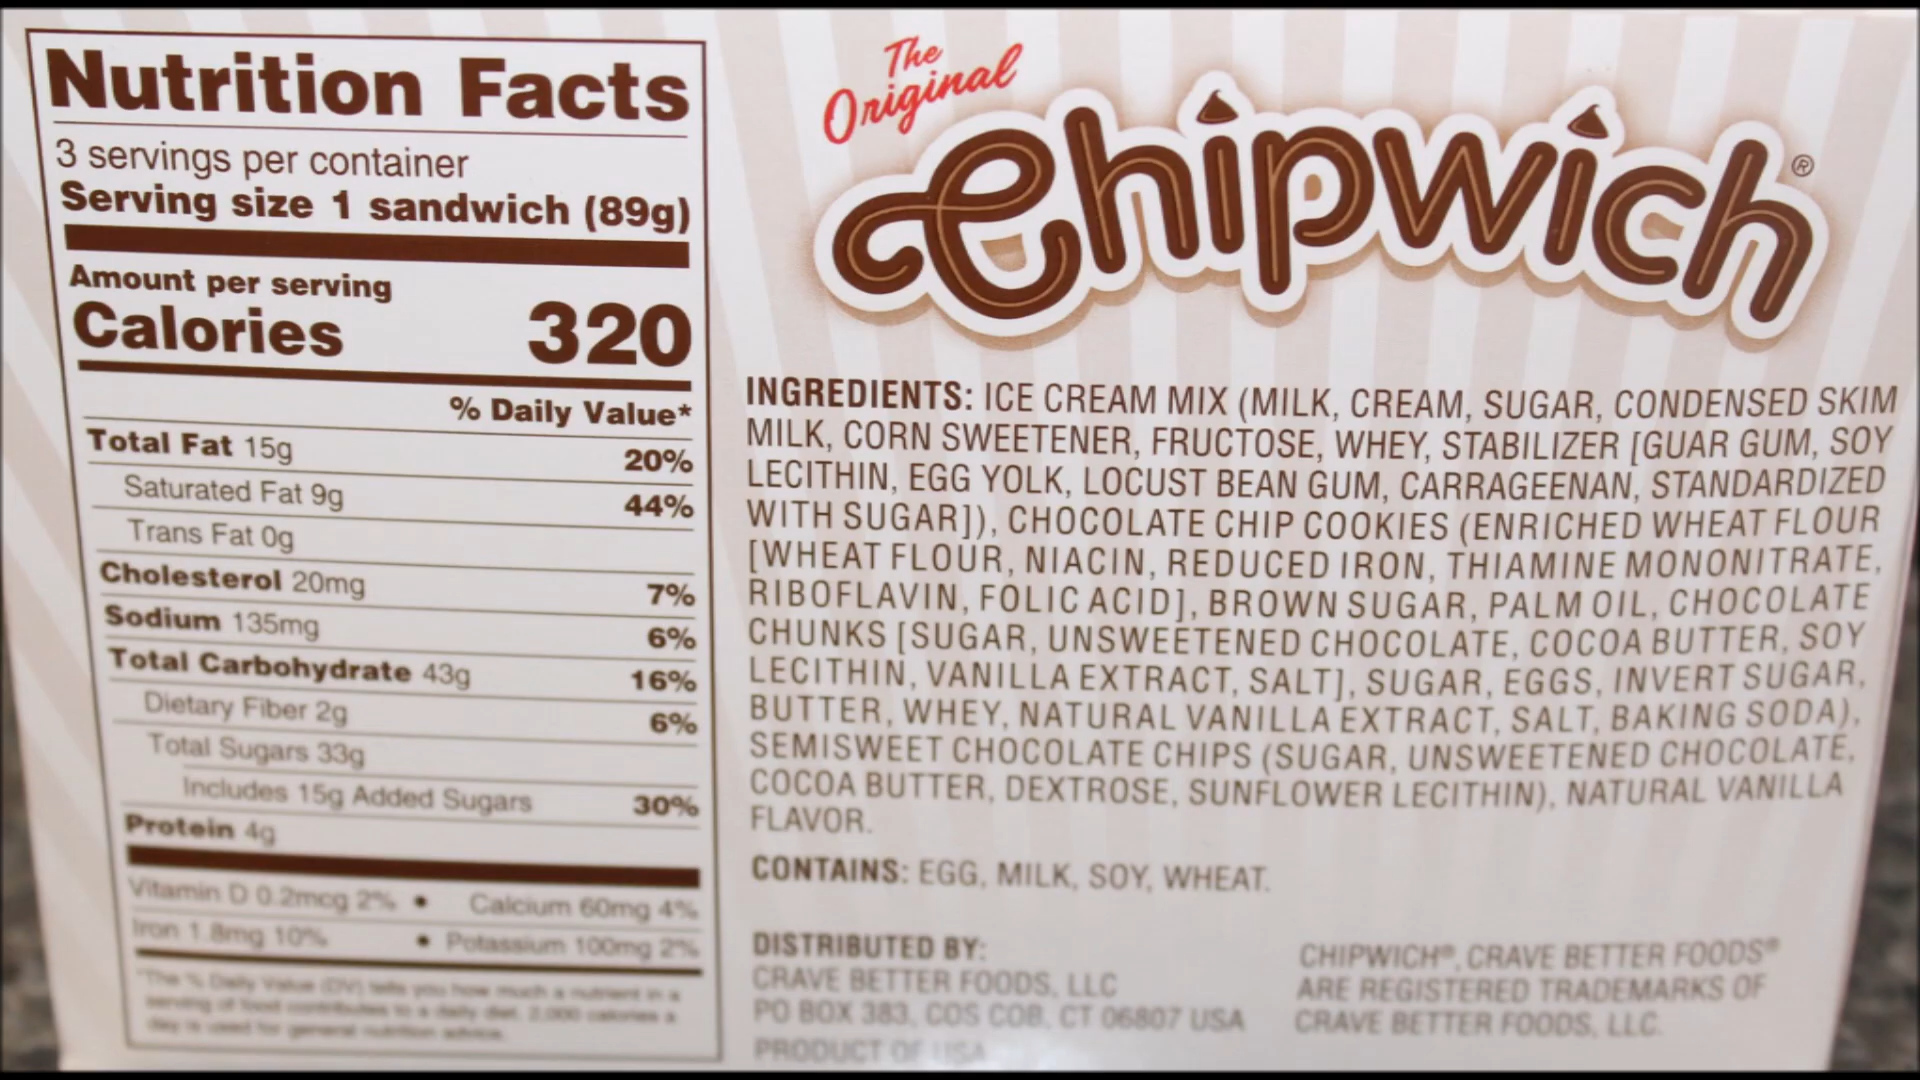 Nutrition Facts
3 servings per container
Serving size 1 sandwich (89g)
Amount per serving
Calories 320
% Daily Value*
Total Fat 15g 20%
Saturated Fat 9g 44%
Trans Fat 0g
Cholesterol 20mg 7%
Sodium 135mg 6%
Total Carbohydrate 43g 16%
Dietary Fiber 2g 6%
Total Sugars 33g
Includes 15g Added Sugars 30%
Protein 4g
Vitamin D 0.2mcg 2% • Calcium 60mg 4%
Iron 1.8mg 10% • Potassium 100mg 2%
*The % Daily Value (DV) tells you how much a nutrient in a
serving of food contributes to a daily diet. 2,000 calories a
day is used for general nutrition advice.
The
Original
Chipwich®
INGREDIENTS: ICE CREAM MIX (MILK, CREAM, SUGAR, CONDENSED SKIM
MILK, CORN SWEETENER, FRUCTOSE, WHEY, STABILIZER [GUAR GUM, SOY
LECITHIN, EGG YOLK, LOCUST BEAN GUM, CARRAGEENAN, STANDARDIZED
WITH SUGAR]), CHOCOLATE CHIP COOKIES (ENRICHED WHEAT FLOUR
[WHEAT FLOUR, NIACIN, REDUCED IRON, THIAMINE MONONITRATE,
RIBOFLAVIN, FOLIC ACID], BROWN SUGAR, PALM OIL, CHOCOLATE
CHUNKS [SUGAR, UNSWEETENED CHOCOLATE, COCOA BUTTER, SOY
LECITHIN, VANILLA EXTRACT, SALT], SUGAR, EGGS, INVERT SUGAR,
BUTTER, WHEY, NATURAL VANILLA EXTRACT, SALT, BAKING SODA),
SEMISWEET CHOCOLATE CHIPS (SUGAR, UNSWEETENED CHOCOLATE,
COCOA BUTTER, DEXTROSE, SUNFLOWER LECITHIN), NATURAL VANILLA
FLAVOR.
CONTAINS: EGG, MILK, SOY, WHEAT.
DISTRIBUTED BY:
CRAVE BETTER FOODS, LLC
PO BOX 383, COS COB, CT 06807 USA
PRODUCT OF USA
CHIPWICH®, CRAVE BETTER FOODS®
ARE REGISTERED TRADEMARKS OF
CRAVE BETTER FOODS, LLC.